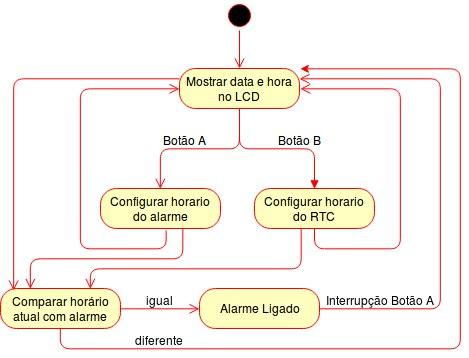 Mostrar data e hora
no LCD
Botão A
Botão B
Configurar horario
do alarme
Configurar horario
do RTC
Comparar horário
atual com alarme
igual
Alarme Ligado
Interrupção Botão A
diferente